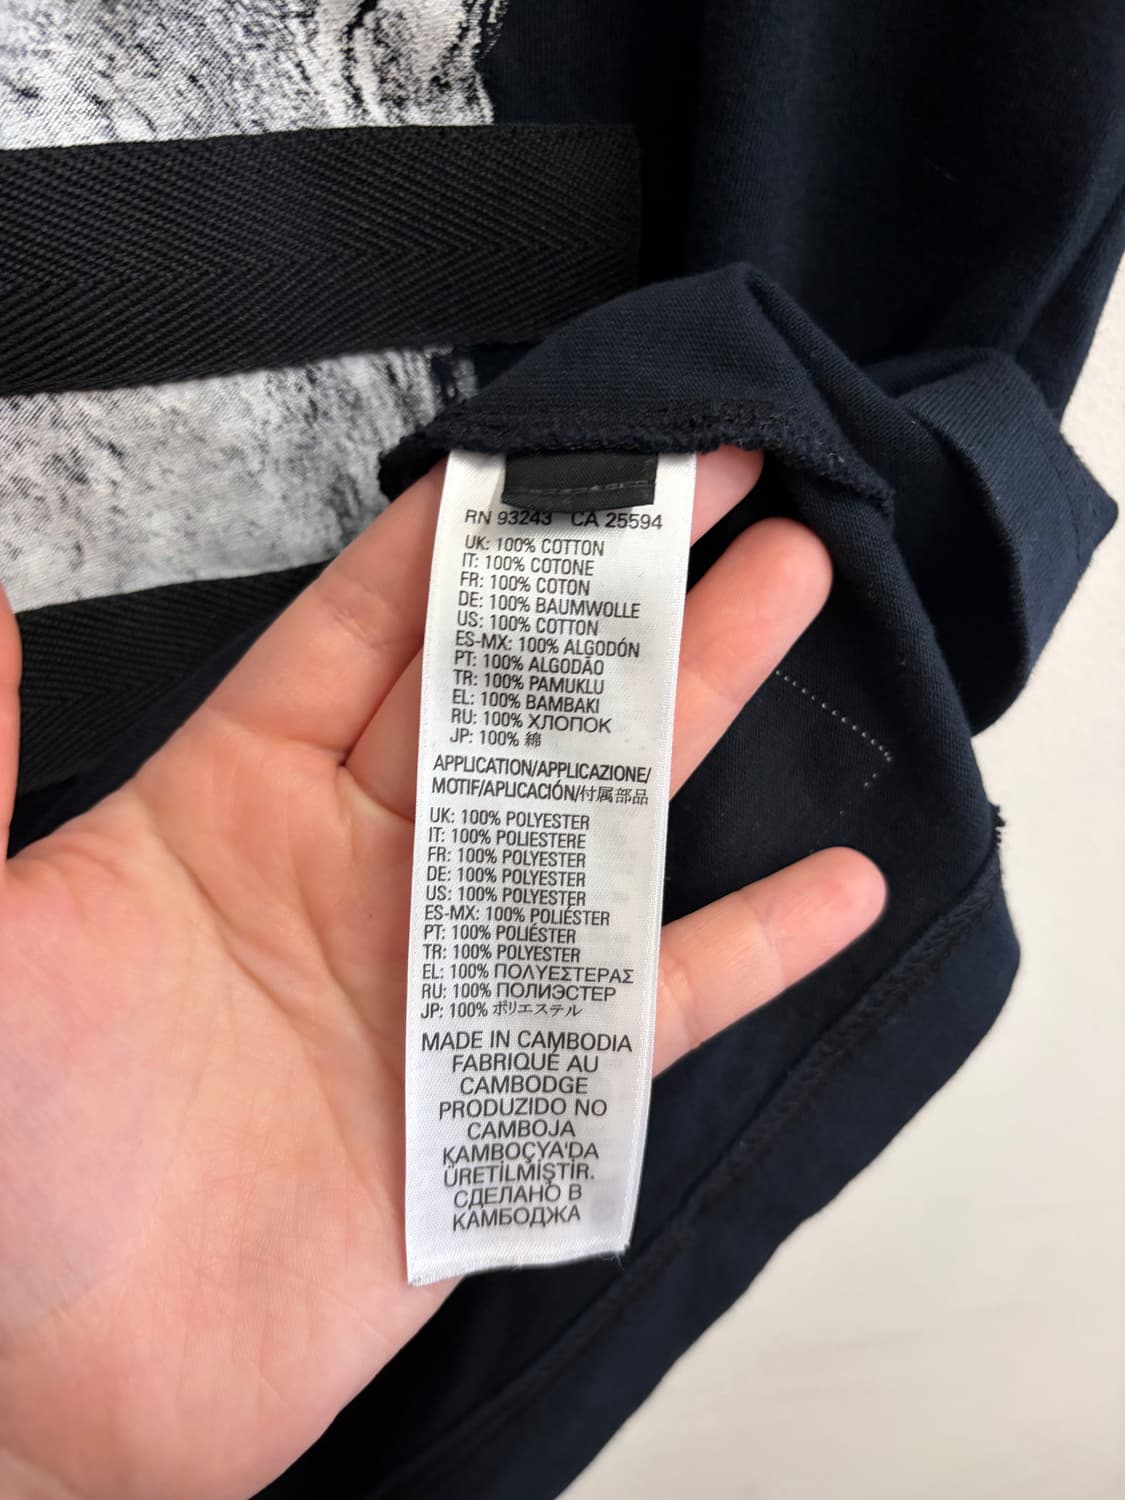 RN 93243 CA 25594
UK: 100% COTTON
IT: 100% COTONE
FR: 100% COTON
DE: 100% BAUMWOLLE
US: 100% COTTON
ES-MX: 100% ALGODÓN
PT: 100% ALGODÃO
TR: 100% PAMUKLU
EL: 100% BAMBAKI
RU: 100% ХЛОПОК
JP: 100% 綿
APPLICATION/APPLICAZIONE/
MOTIF/APLICACIÓN/付属部品
UK: 100% POLYESTER
IT: 100% POLIESTERE
FR: 100% POLYESTER
DE: 100% POLYESTER
US: 100% POLYESTER
ES-MX: 100% POLIÉSTER
PT: 100% POLIÉSTER
TR: 100% POLYESTER
EL: 100% ΠΟΛΥΕΣΤΕΡΑΣ
RU: 100% ПОЛИЭСТЕР
JP: 100% ポリエステル
MADE IN CAMBODIA
FABRIQUÉ AU
CAMBODGE
PRODUZIDO NO
CAMBOJA
KAMBOÇYA'DA
ÜRETİLMİŞTİR.
СДЕЛАНО В
КАМБОДЖА